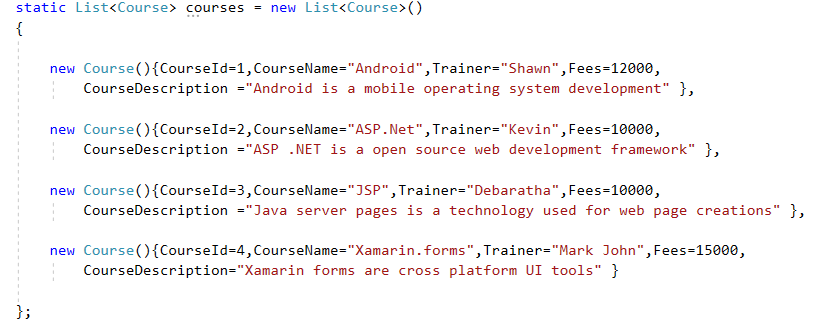 static List<Course> courses = new List<Course>()
{
new Course(){CourseId=1,CourseName="Android",Trainer="Shawn",Fees=12000,
CourseDescription ="Android is a mobile operating system development" },
new Course(){CourseId=2,CourseName="ASP.Net",Trainer="Kevin",Fees=10000,
CourseDescription ="ASP .NET is a open source web development framework" },
new Course(){CourseId=3,CourseName="JSP",Trainer="Debaratha",Fees=10000,
CourseDescription ="Java server pages is a technology used for web page creations" },
new Course(){CourseId=4,CourseName="Xamarin.forms",Trainer="Mark John",Fees=15000,
CourseDescription="Xamarin forms are cross platform UI tools" }
};